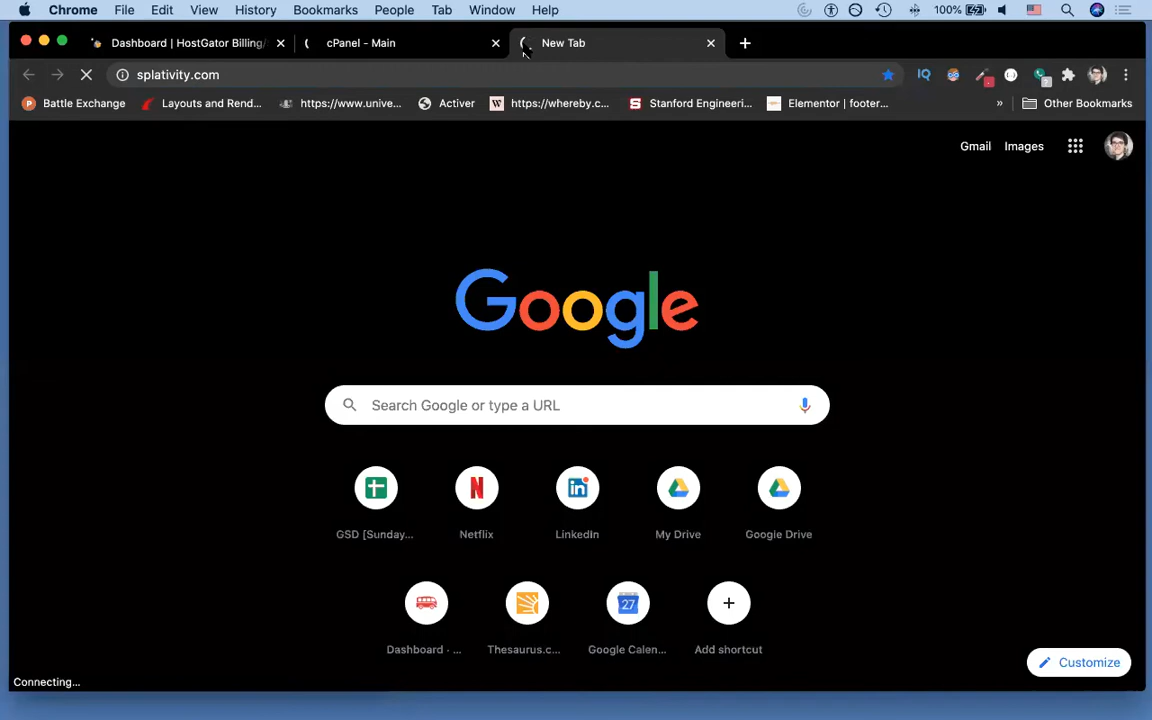 Chrome File Edit View History Bookmarks People Tab Window Help 100%
Dashboard | HostGator Billing/ cPanel - Main New Tab
splativity.com IQ
Battle Exchange Layouts and Rend... https://www.unive... Activer W https://whereby.c... S Stanford Engineeri... Elementor | footer... » Other Bookmarks
Gmail Images
Google
Search Google or type a URL
GSD [Sunday... Netflix LinkedIn My Drive Google Drive
27
Dashboard · ... Thesaurus.c... Google Calen... Add shortcut
Customize
Connecting...